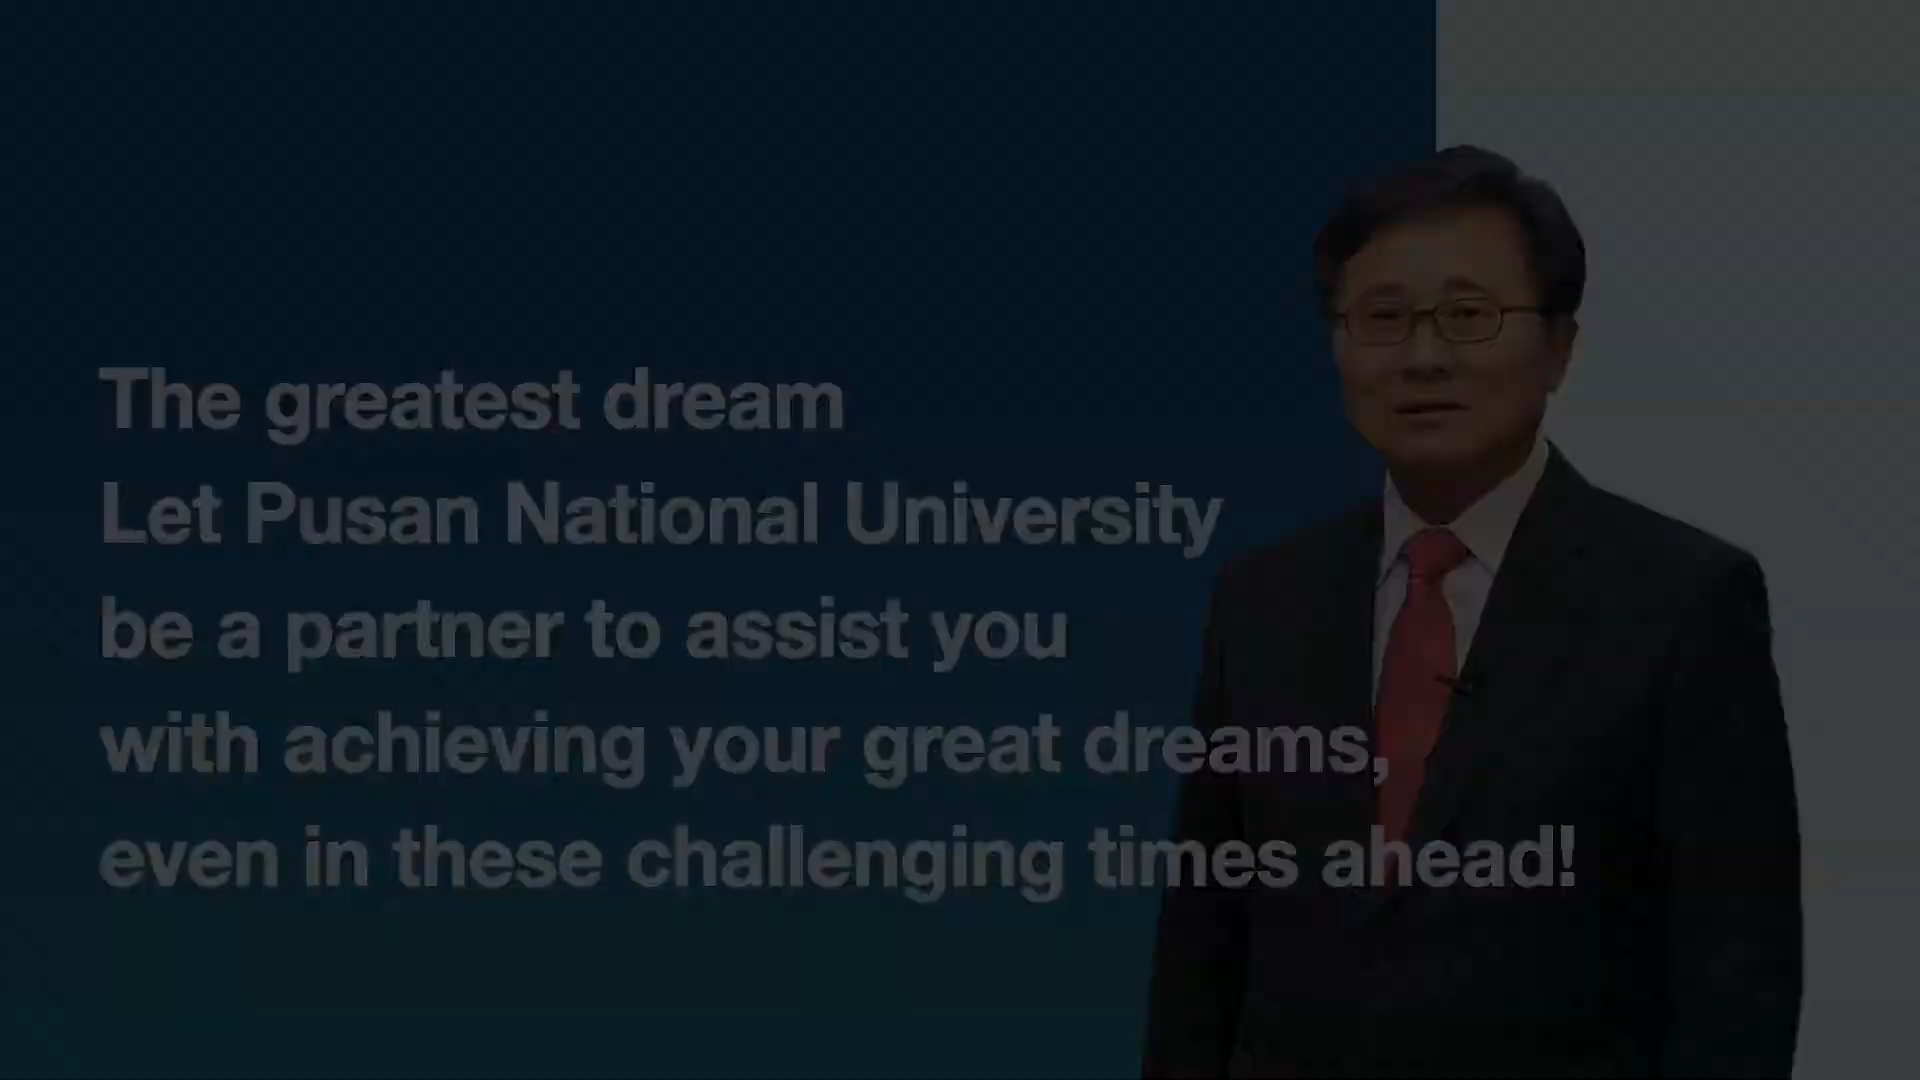 The greatest dream
Let Pusan National University
be a partner to assist you
with achieving your great dreams,
even in these challenging times ahead!